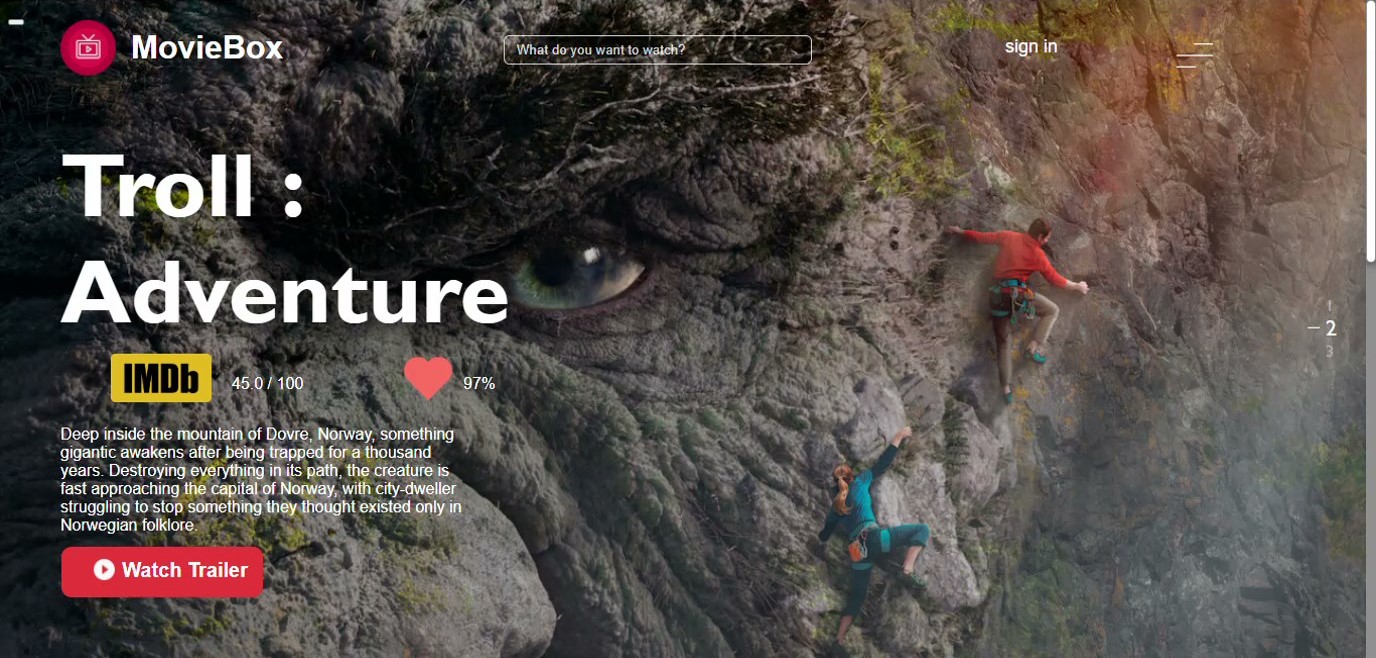 MovieBox
What do you want to watch?
sign in
Troll :
Adventure
IMDb 45.0 / 100 97%
Deep inside the mountain of Dovre, Norway, something
gigantic awakens after being trapped for a thousand
years. Destroying everything in its path, the creature is
fast approaching the capital of Norway, with city-dweller
struggling to stop something they thought existed only in
Norwegian folklore.
Watch Trailer
1
2
3